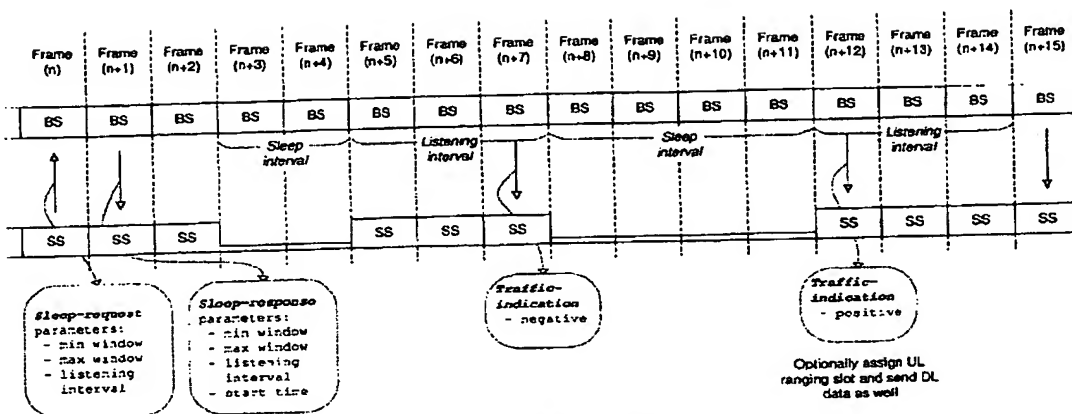 Frame (n)
Frame (n+1)
Frame (n+2)
Frame (n+3)
Frame (n+4)
Frame (n+5)
Frame (n+6)
Frame (n+7)
Frame (n+8)
Frame (n+9)
Frame (n+10)
Frame (n+11)
Frame (n+12)
Frame (n+13)
Frame (n+14)
Frame (n+15)
BS BS BS BS BS BS BS BS BS BS BS BS BS BS BS BS
Sleep interval
Listening interval
Sleep interval
Listening interval
SS SS SS SS SS SS SS SS SS SS
Sleep-request
parameters:
- min window
- max window
- listening
interval
Sleep-response
parameters:
- min window
- max window
- listening
interval
- start time
Traffic-
indication
- negative
Traffic-
indication
- positive
Optionally assign UL
ranging slot and send DL
data as well